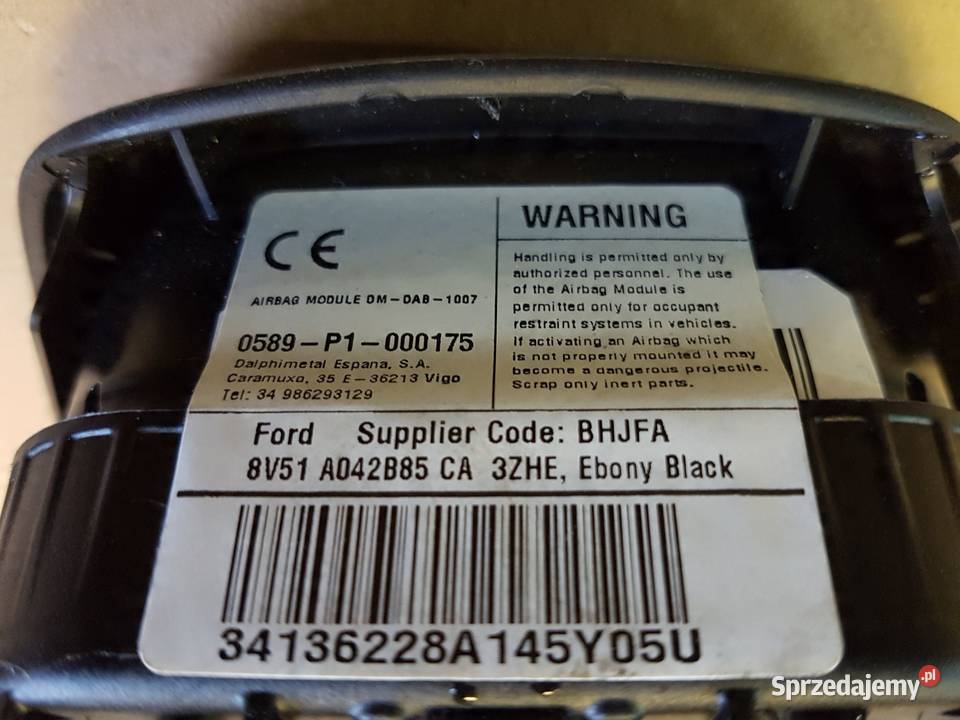 CE
AIRBAG MODULE DM-DAB-1007
0589-P1-000175
Dalphimetal Espana, S.A.
Caramuxo, 35 E-36213 Vigo
Tel: 34 986293129
WARNING
Handling is permitted only by
authorized personnel. The use
of the Airbag Module is
permitted only for occupant
restraint systems in vehicles.
If activating an Airbag which
is not properly mounted it may
become a dangerous projectile.
Scrap only inert parts.
Ford Supplier Code: BHJFA
8V51 A042B85 CA 3ZHE, Ebony Black
34136228A145Y05U
Sprzedajemy.pl